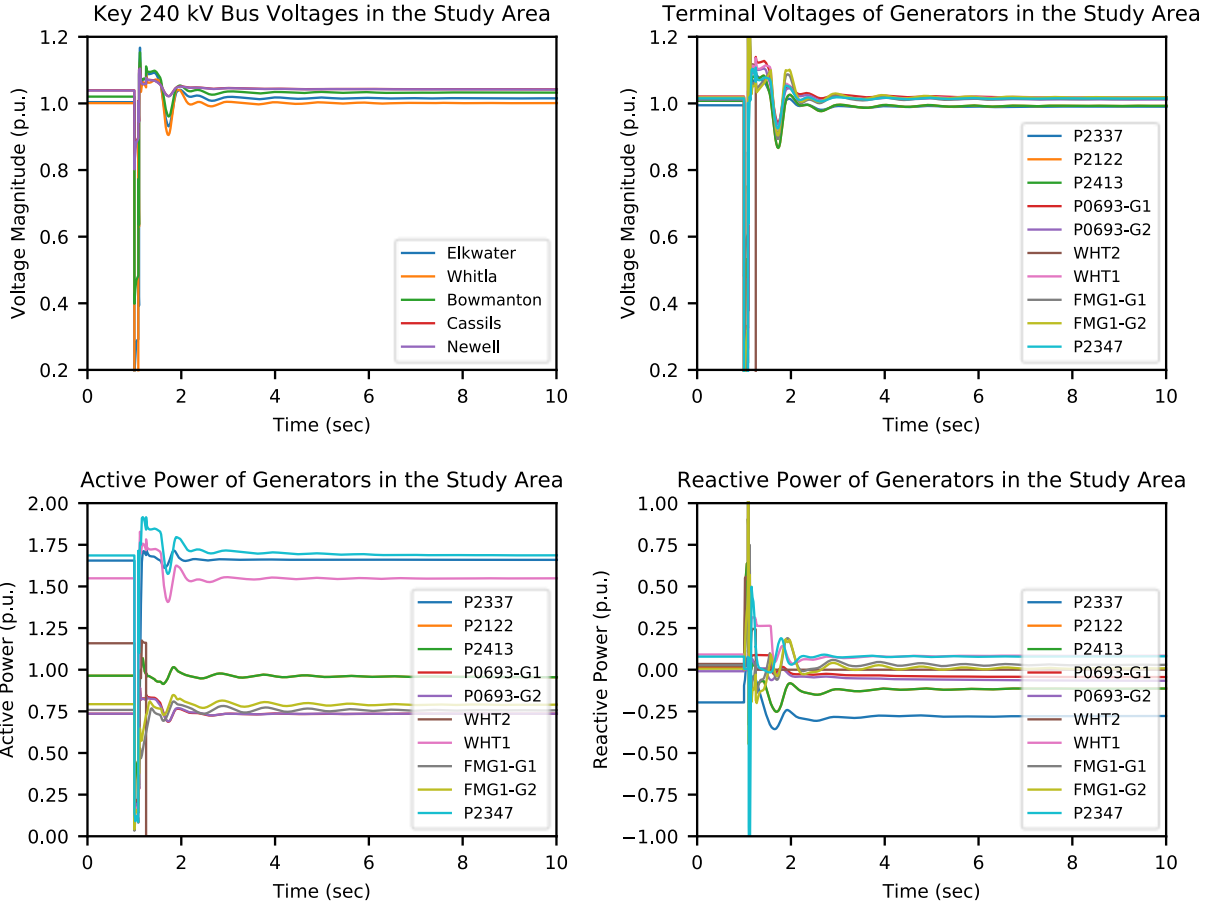 Key 240 kV Bus Voltages in the Study Area
1.2
1.0
0.8
0.6
0.4
0.2
Voltage Magnitude (p.u.)
Elkwater
Whitla
Bowmanton
Cassils
Newell
0 2 4 6 8 10
Time (sec)
Terminal Voltages of Generators in the Study Area
1.2
1.0
0.8
0.6
0.4
0.2
Voltage Magnitude (p.u.)
P2337
P2122
P2413
P0693-G1
P0693-G2
WHT2
WHT1
FMG1-G1
FMG1-G2
P2347
0 2 4 6 8 10
Time (sec)
Active Power of Generators in the Study Area
2.00
1.75
1.50
1.25
1.00
0.75
0.50
0.25
0.00
Active Power (p.u.)
P2337
P2122
P2413
P0693-G1
P0693-G2
WHT2
WHT1
FMG1-G1
FMG1-G2
P2347
0 2 4 6 8 10
Time (sec)
Reactive Power of Generators in the Study Area
1.00
0.75
0.50
0.25
0.00
−0.25
−0.50
−0.75
−1.00
Reactive Power (p.u.)
P2337
P2122
P2413
P0693-G1
P0693-G2
WHT2
WHT1
FMG1-G1
FMG1-G2
P2347
0 2 4 6 8 10
Time (sec)